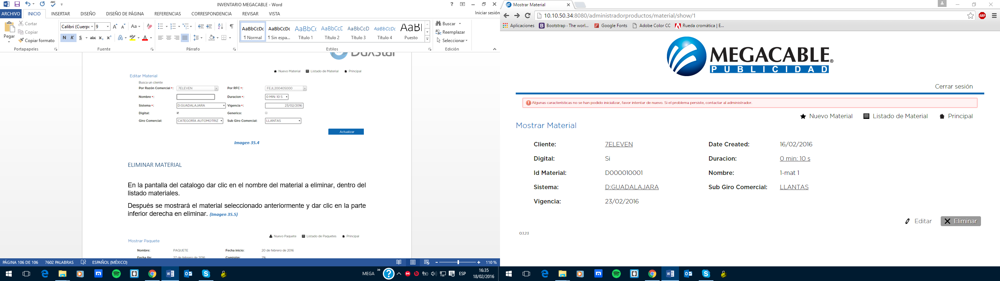 INVENTARIO MEGACABLE - Word
ARCHIVO INICIO INSERTAR DISEÑO DISEÑO DE PÁGINA REFERENCIAS CORRESPONDENCIA REVISAR VISTA Iniciar sesión
Pegar
Cortar
Copiar
Copiar formato
Portapapeles
Calibri (Cuerpo 9
N K S abc x₂ x²
Fuente
Párrafo
AaBbCcDc AaBbCcDc AaBbC AaBbCcE AaBbCcD AaBbCcDc AaB
¶ Normal ¶ Sin espa... Título 1 Título 2 Título 3 Título 4 Puesto
Estilos
Buscar
Reemplazar
Seleccionar
Edición
Daxstar
Nuevo Material Listado de Material Principal
Editar Material
Busca un cliente
Por Razón Comercial *: 7ELEVEN Por RFC *: FEJL200405000
Nombre *: Duracion *: 0 MIN: 10 S
Sistema *: D:GUADALAJARA Vigencia *: 23/02/2016
Digital: Generico:
Giro Comercial: CATEGORÍA AUTOMOTRIZ Sub Giro Comercial: LLANTAS
Actualizar
Imagen 35.4
ELIMINAR MATERIAL
En la pantalla del catalogo dar clic en el nombre del material a eliminar, dentro del
listado materiales.
Después se mostrará el material seleccionado anteriormente y dar clic en la parte
inferior derecha en eliminar. (Imagen 35.5)
Nuevo Paquete Listado de Paquetes Principal
Mostrar Paquete
Nombre: PAQUETE Fecha inicio: 20 de febrero de 2016
Fecha fin: 27 de febrero de 2016 Comisión: 2%
PÁGINA 106 DE 106 7602 PALABRAS ESPAÑOL (MÉXICO) 110 %
MEGA ESP 16:35
18/02/2016
Mostrar Material
10.10.50.34:8080/administradorproductos/material/show/1
ABP
Aplicaciones Bootstrap · The worl... Google Fonts Adobe Color CC Rueda cromática | E...
MEGACABLE®
PUBLICIDAD
Cerrar sesión
Algunas características no se han podido inicializar, favor intentar de nuevo. Si el problema persiste, contactar al administrador.
Nuevo Material Listado de Material Principal
Mostrar Material
Cliente: 7ELEVEN Date Created: 16/02/2016
Digital: Si Duracion: 0 min: 10 s
Id Material: D000010001 Nombre: 1-mat 1
Sistema: D:GUADALAJARA Sub Giro Comercial: LLANTAS
Vigencia: 23/02/2016
Editar Eliminar
0.1.23